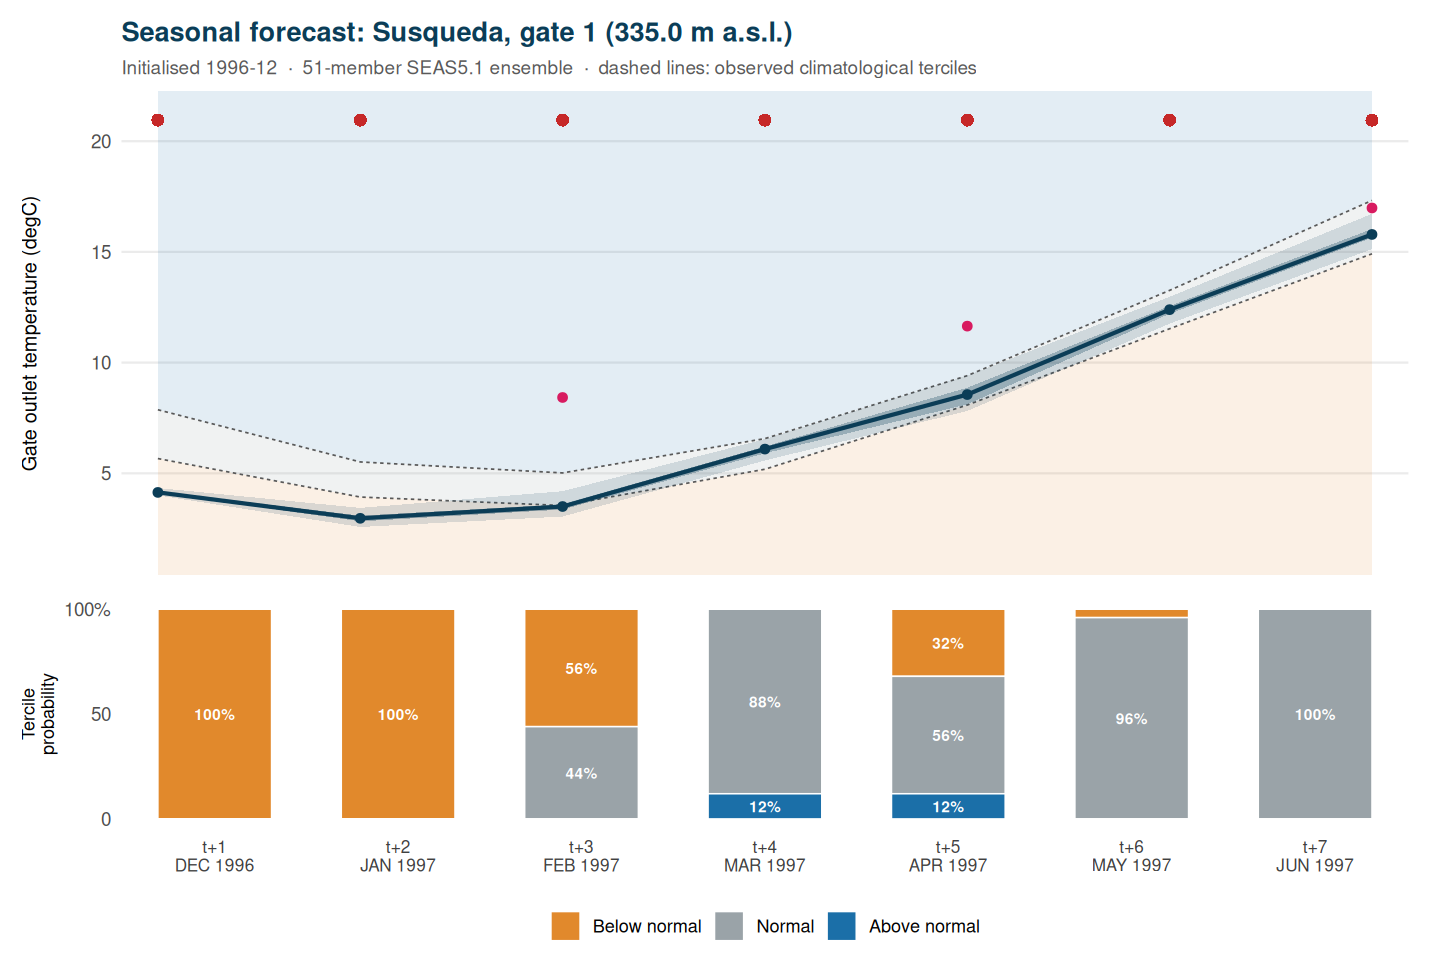 Seasonal forecast: Susqueda, gate 1 (335.0 m a.s.l.)
Initialised 1996-12 · 51-member SEAS5.1 ensemble · dashed lines: observed climatological terciles
Gate outlet temperature (degC)
20
15
10
5
Tercile
probability
100%
50
0
100%
100%
56%
44%
88%
12%
32%
56%
12%
96%
100%
t+1
DEC 1996
t+2
JAN 1997
t+3
FEB 1997
t+4
MAR 1997
t+5
APR 1997
t+6
MAY 1997
t+7
JUN 1997
Below normal
Normal
Above normal